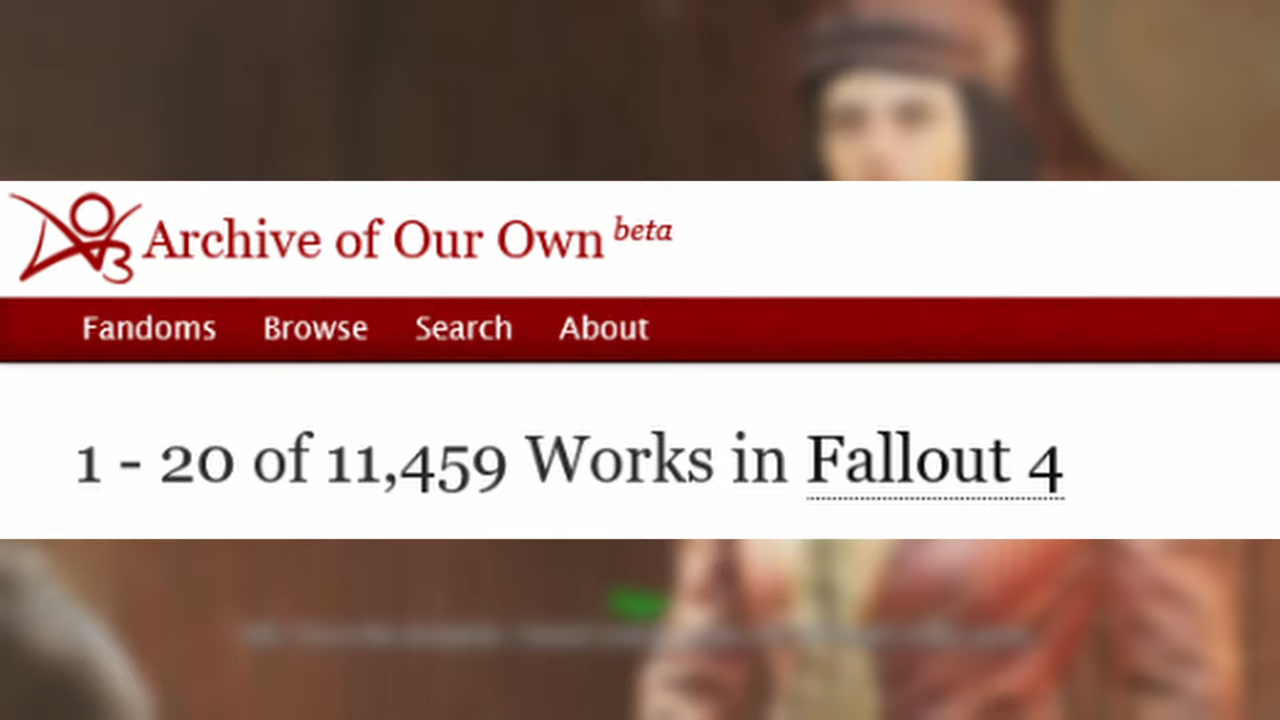 Archive of Our Own beta
Fandoms Browse Search About
1 - 20 of 11,459 Works in Fallout 4